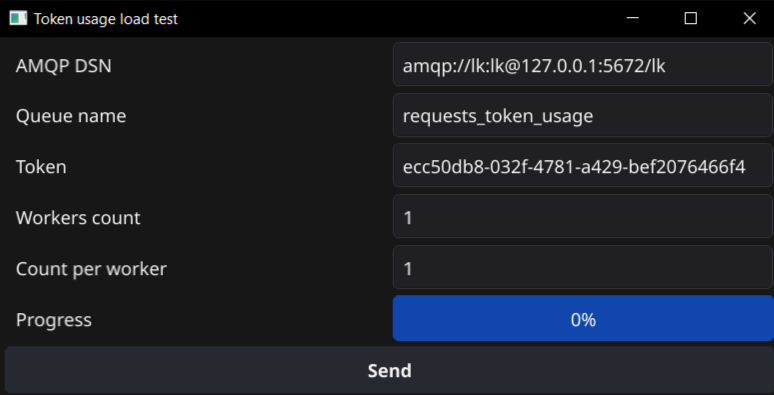 Token usage load test
AMQP DSN amqp://lk:lk@127.0.0.1:5672/lk
Queue name requests_token_usage
Token ecc50db8-032f-4781-a429-bef2076466f4
Workers count 1
Count per worker 1
Progress 0%
Send